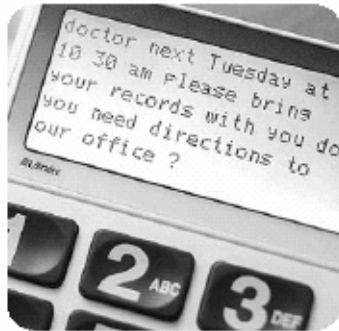 doctor next Tuesday at
10 30 am please bring
your records with you do
you need directions to
our office ?
1
2 ABC
3 DEF